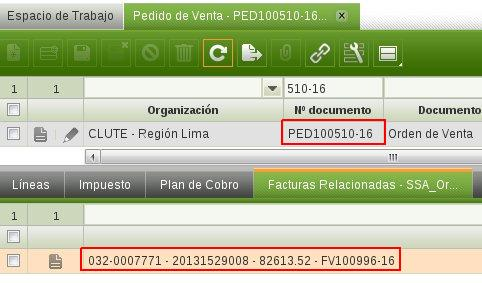 Espacio de Trabajo
Pedido de Venta - PED100510-16...
1 1 510-16
Organización Nº documento Documento
CLUTE - Región Lima PED100510-16 Orden de Venta
Líneas Impuesto Plan de Cobro Facturas Relacionadas - SSA_Or...
1 1
032-0007771 - 20131529008 - 82613.52 - FV100996-16